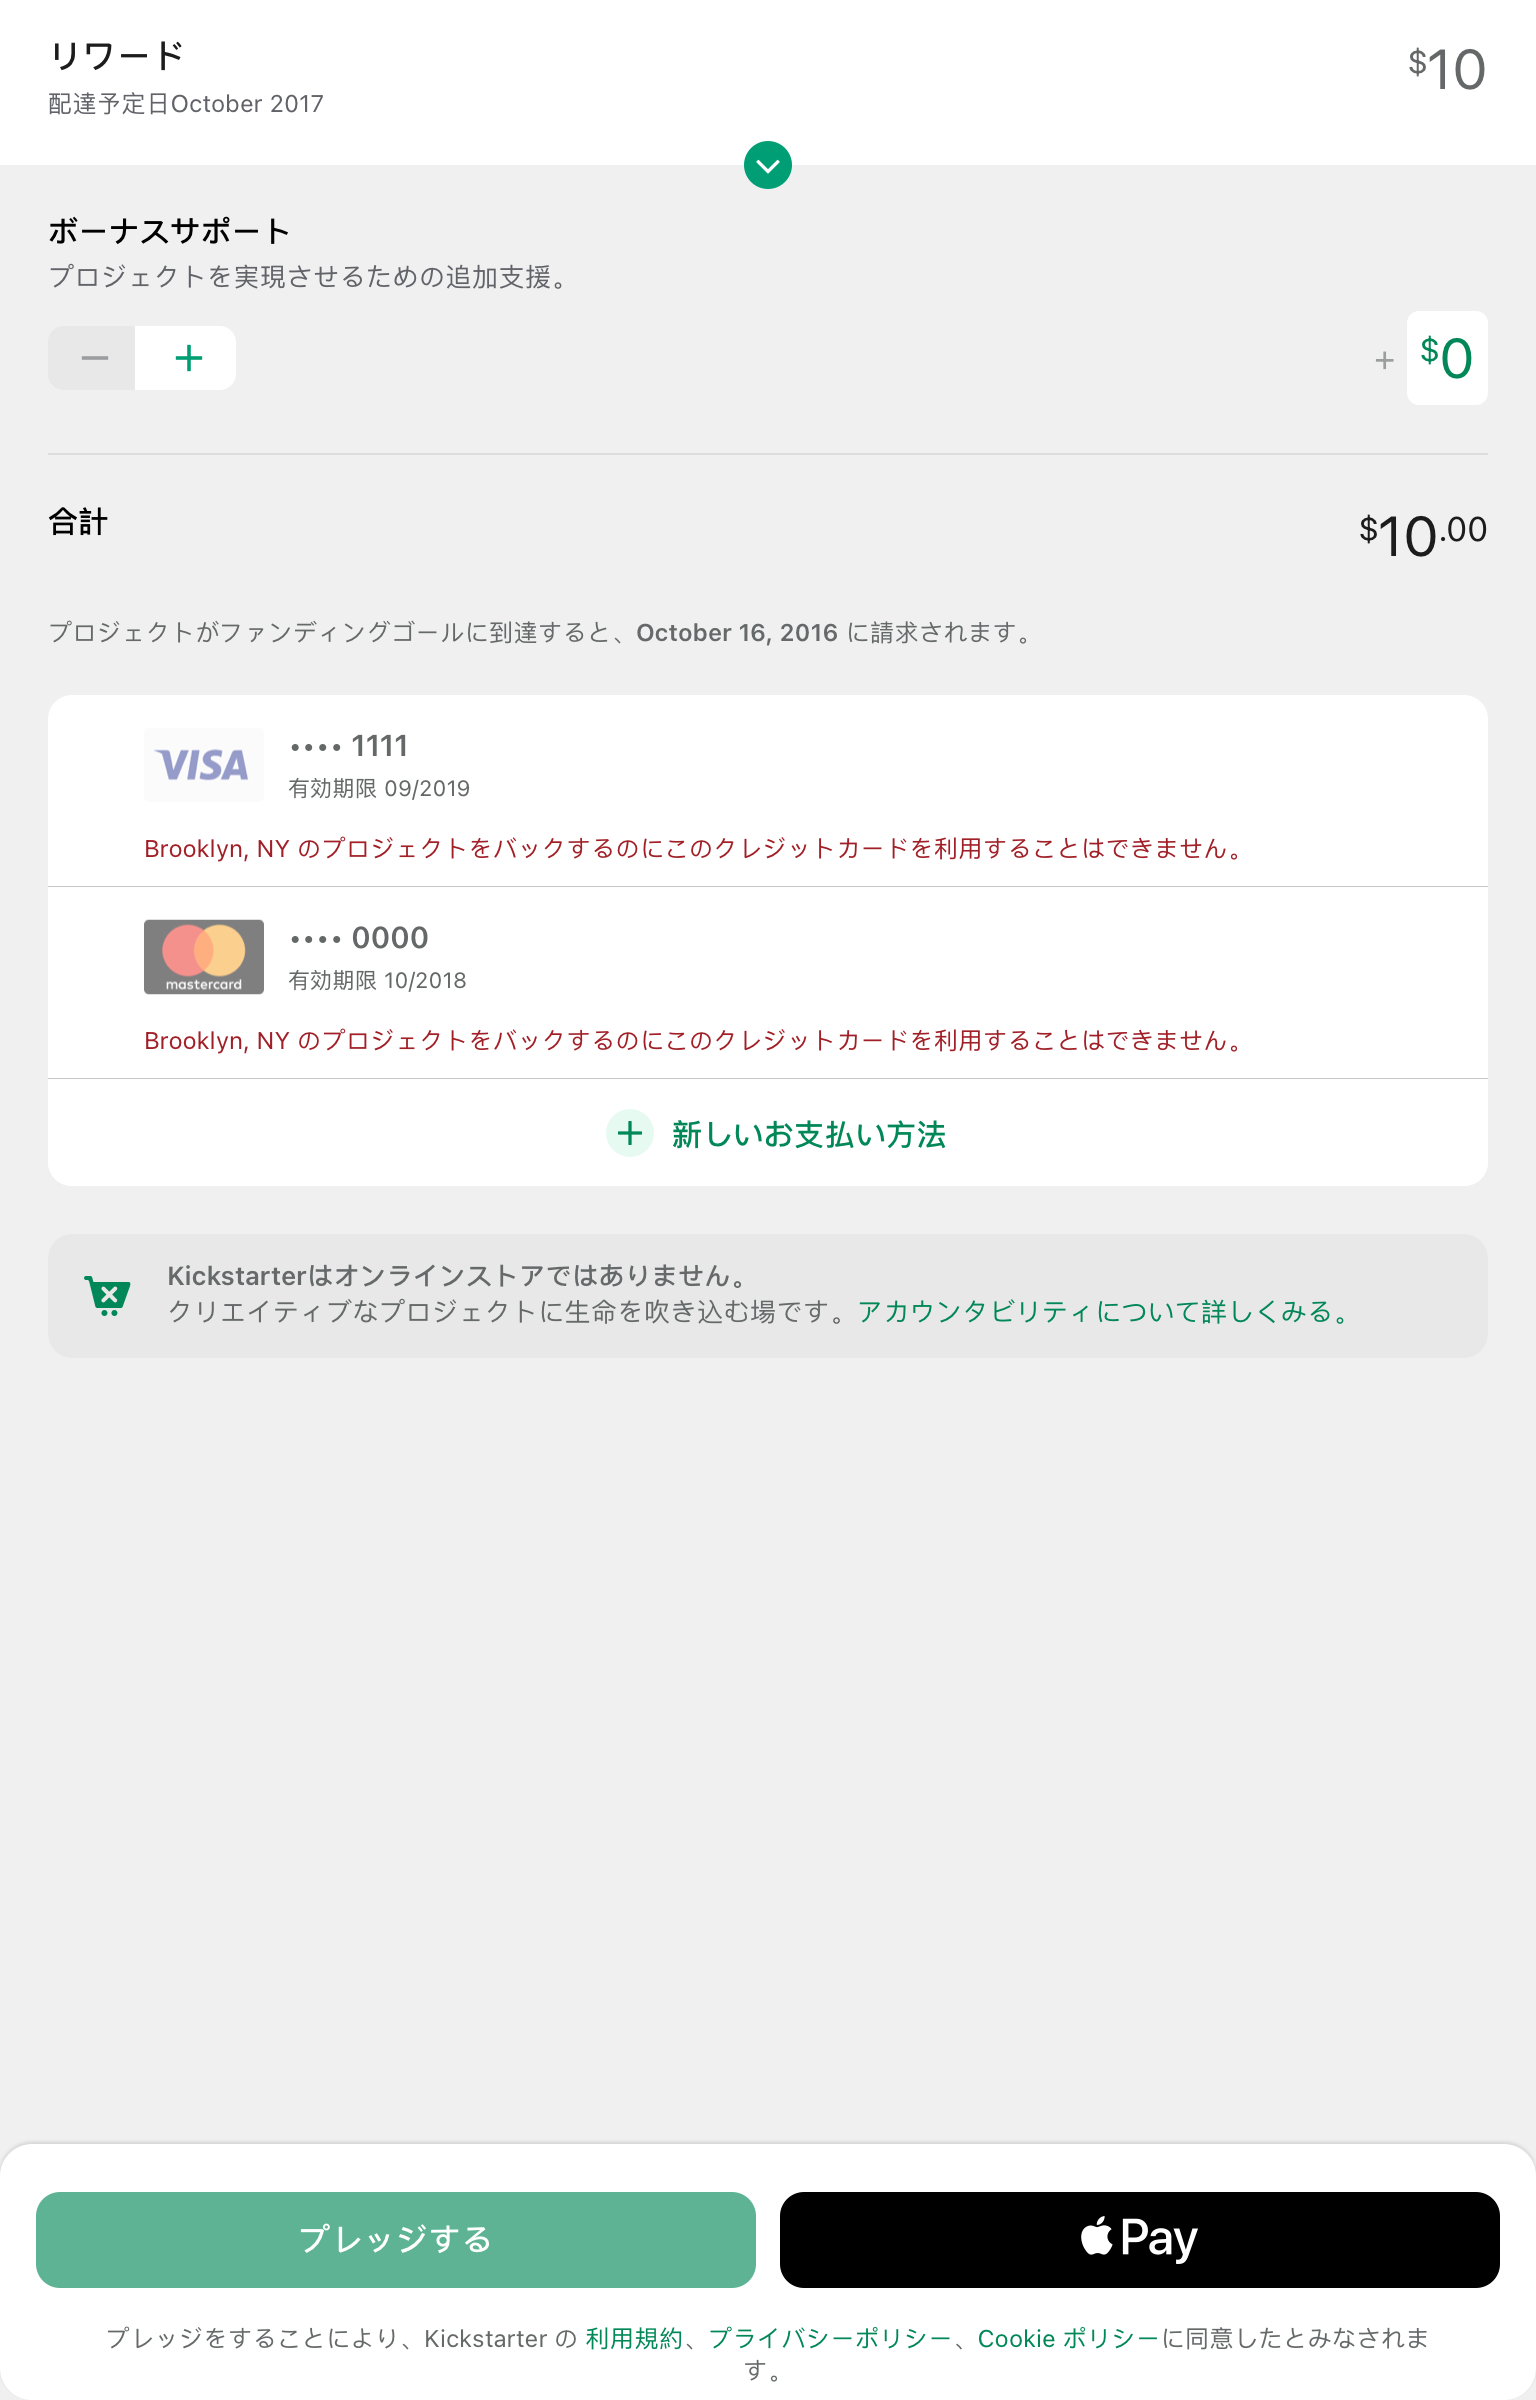 リワード
$10
配達予定日October 2017
ボーナスサポート
プロジェクトを実現させるための追加支援。
+ $0
合計
$10.00
プロジェクトがファンディングゴールに到達すると、October 16, 2016 に請求されます。
VISA
•••• 1111
有効期限 09/2019
Brooklyn, NY のプロジェクトをバックするのにこのクレジットカードを利用することはできません。
mastercard
•••• 0000
有効期限 10/2018
Brooklyn, NY のプロジェクトをバックするのにこのクレジットカードを利用することはできません。
新しいお支払い方法
Kickstarterはオンラインストアではありません。
クリエイティブなプロジェクトに生命を吹き込む場です。アカウンタビリティについて詳しくみる。
プレッジする
Pay
プレッジをすることにより、Kickstarter の 利用規約、プライバシーポリシー、Cookie ポリシーに同意したとみなされま
す。